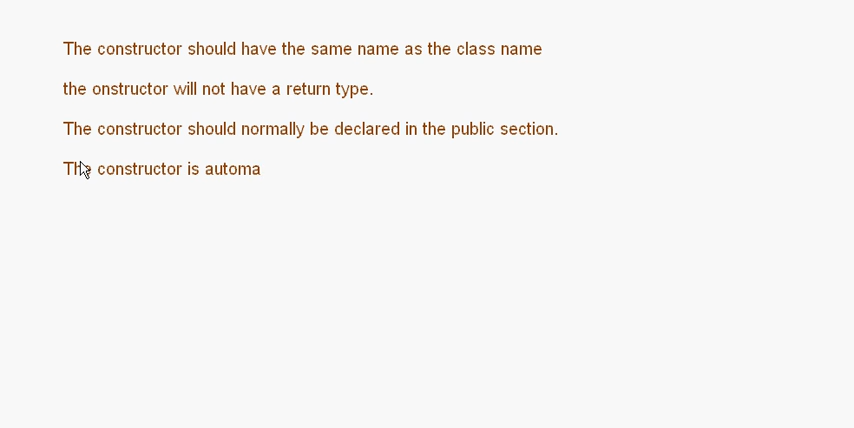 The constructor should have the same name as the class name
the onstructor will not have a return type.
The constructor should normally be declared in the public section.
The constructor is automa